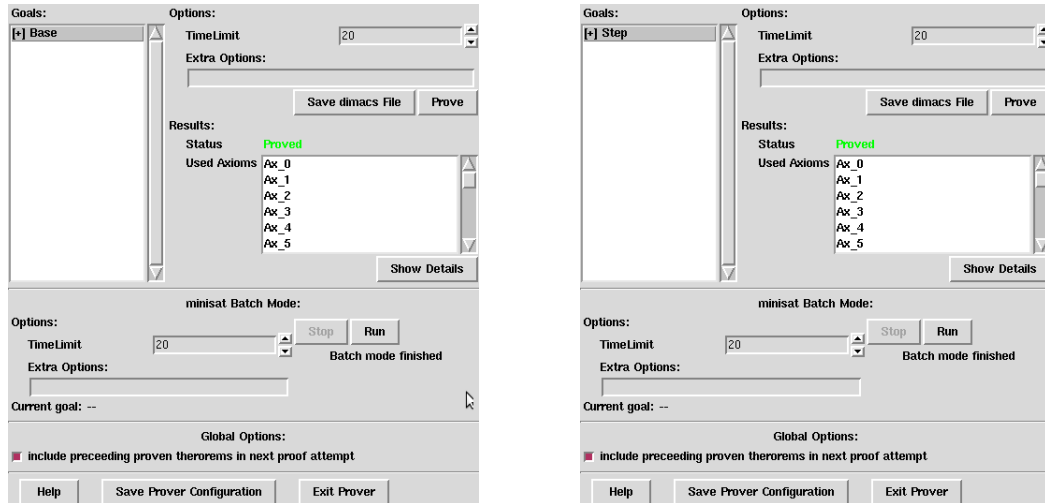 Goals:
[+] Base
Options:
TimeLimit
20
Extra Options:
Save dimacs File
Prove
Results:
Status
Proved
Used Axioms
Ax_0
Ax_1
Ax_2
Ax_3
Ax_4
Ax_5
Show Details
minisat Batch Mode:
Options:
TimeLimit
20
Stop
Run
Batch mode finished
Extra Options:
Current goal: --
Global Options:
include preceeding proven therorems in next proof attempt
Help
Save Prover Configuration
Exit Prover
Goals:
[+] Step
Options:
TimeLimit
20
Extra Options:
Save dimacs File
Prove
Results:
Status
Proved
Used Axioms
Ax_0
Ax_1
Ax_2
Ax_3
Ax_4
Ax_5
Show Details
minisat Batch Mode:
Options:
TimeLimit
20
Stop
Run
Batch mode finished
Extra Options:
Current goal: --
Global Options:
include preceeding proven therorems in next proof attempt
Help
Save Prover Configuration
Exit Prover